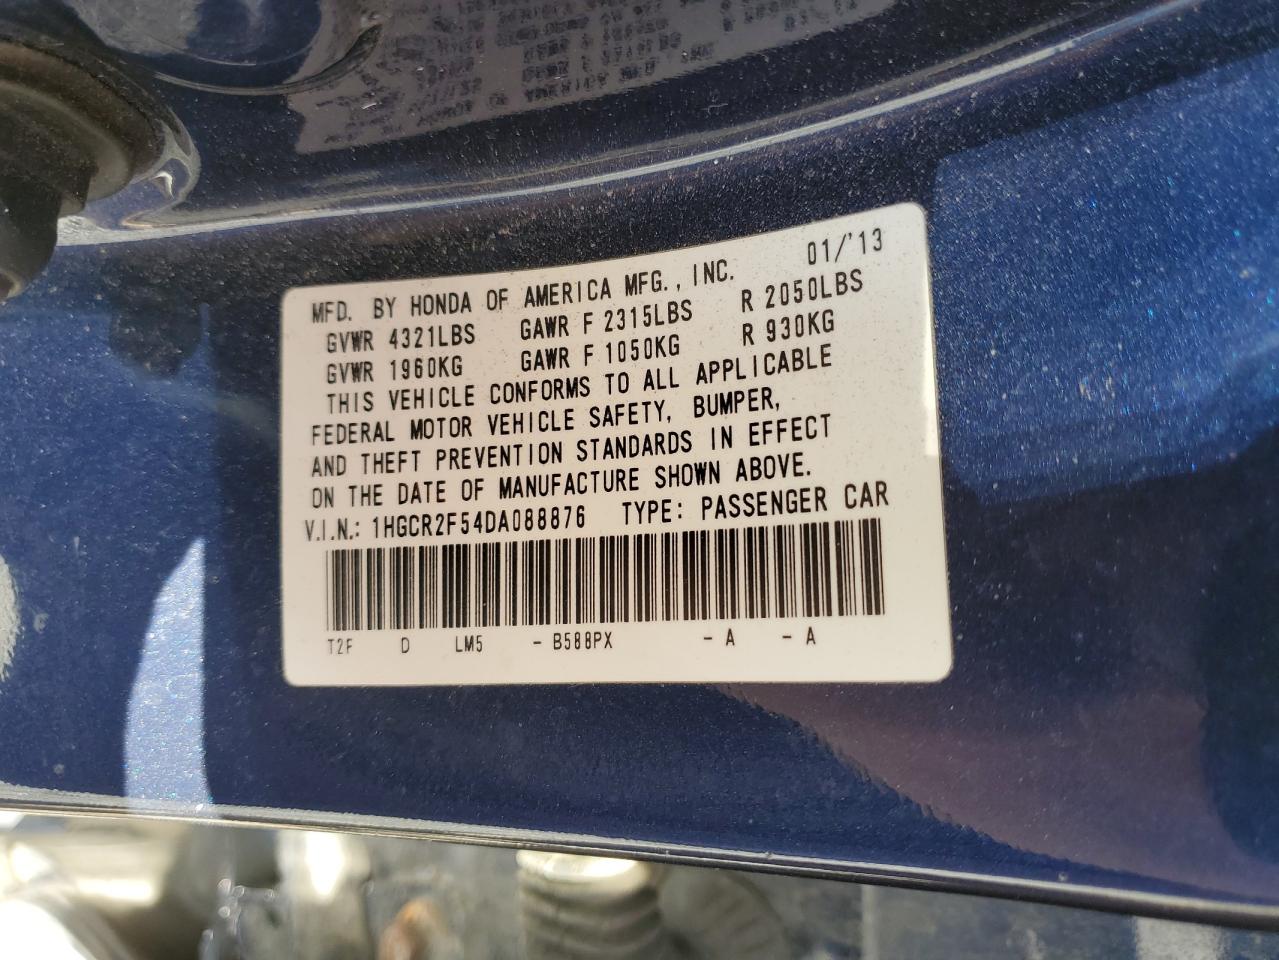 MFD. BY HONDA OF AMERICA MFG., INC. 01/'13
GVWR 4321LBS GAWR F 2315LBS R 2050LBS
GVWR 1960KG GAWR F 1050KG R 930KG
THIS VEHICLE CONFORMS TO ALL APPLICABLE
FEDERAL MOTOR VEHICLE SAFETY, BUMPER,
AND THEFT PREVENTION STANDARDS IN EFFECT
ON THE DATE OF MANUFACTURE SHOWN ABOVE.
V.I.N.: 1HGCR2F54DA088876 TYPE: PASSENGER CAR
T2F D LM5 - B588PX - A - A